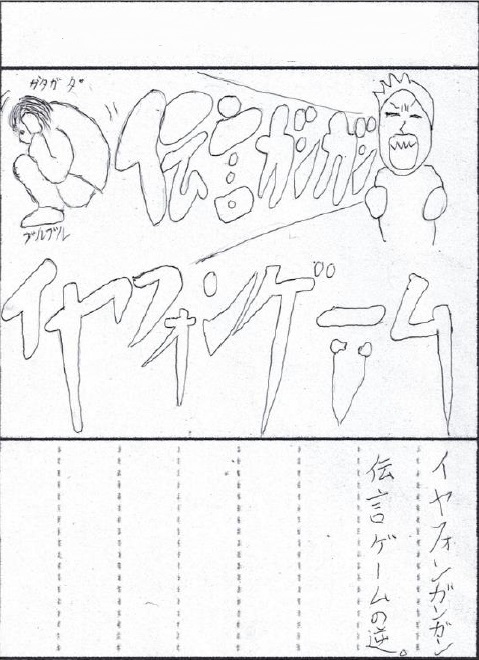 ガタガダ
伝言ガンガン
ブルブル
イヤフォンゲーム
イヤフォンガンガン
伝言ゲームの逆。